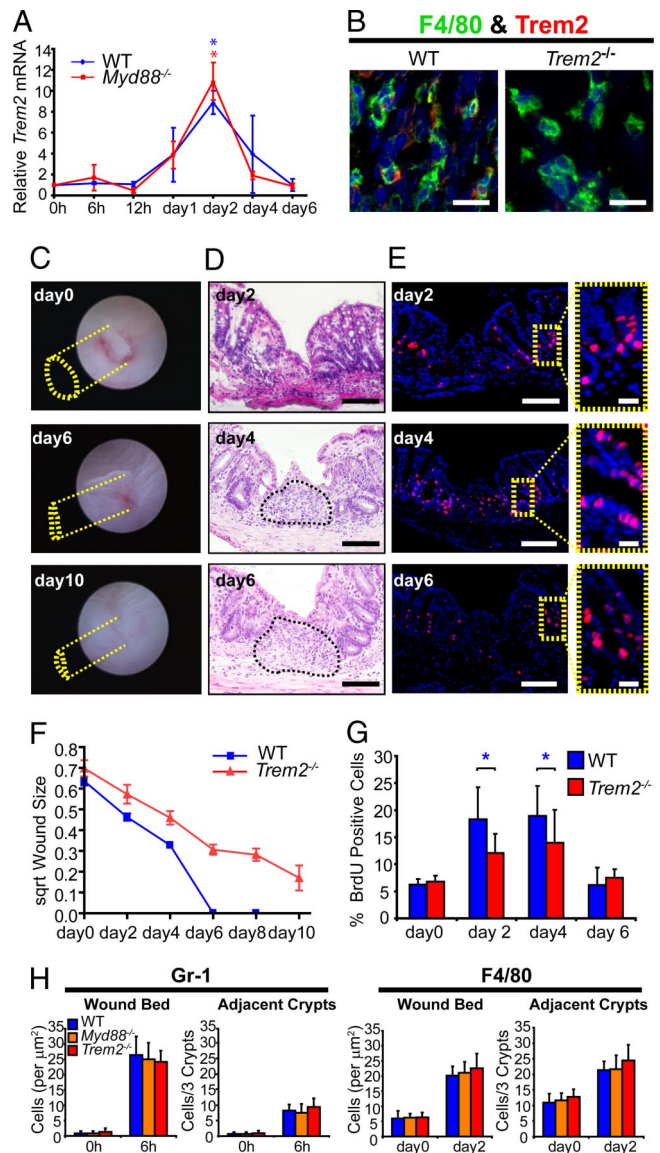 A
Relative Trem2 mRNA
14
12
10
8
6
4
2
0
WT
Myd88-/-
*
*
0h 6h 12h day1 day2 day4 day6
B
F4/80 & Trem2
WT Trem2-/-
C D E
day0 day2 day2
day6 day4 day4
day10 day6 day6
F
sqrt Wound Size
0.8
0.7
0.6
0.5
0.4
0.3
0.2
0.1
0.0
WT
Trem2-/-
day0 day2 day4 day6 day8 day10
G
% BrdU Positive Cells
35
30
25
20
15
10
5
0
* *
WT
Trem2-/-
day0 day 2 day4 day 6
H
Gr-1 F4/80
Wound Bed Adjacent Crypts Wound Bed Adjacent Crypts
WT
Myd88-/-
Trem2-/-
Cells (per μm2)
35
30
25
20
15
10
5
0
0h 6h
Cells/3 Crypts
35
30
25
20
15
10
5
0
0h 6h
Cells (per μm2)
35
30
25
20
15
10
5
0
day0 day2
Cells/3 Crypts
35
30
25
20
15
10
5
0
day0 day2